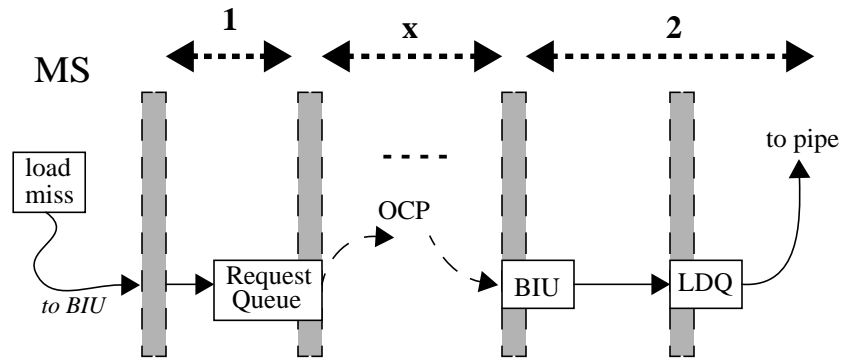 1
x
2
MS
to pipe
load
miss
OCP
Request
Queue
BIU
LDQ
to BIU